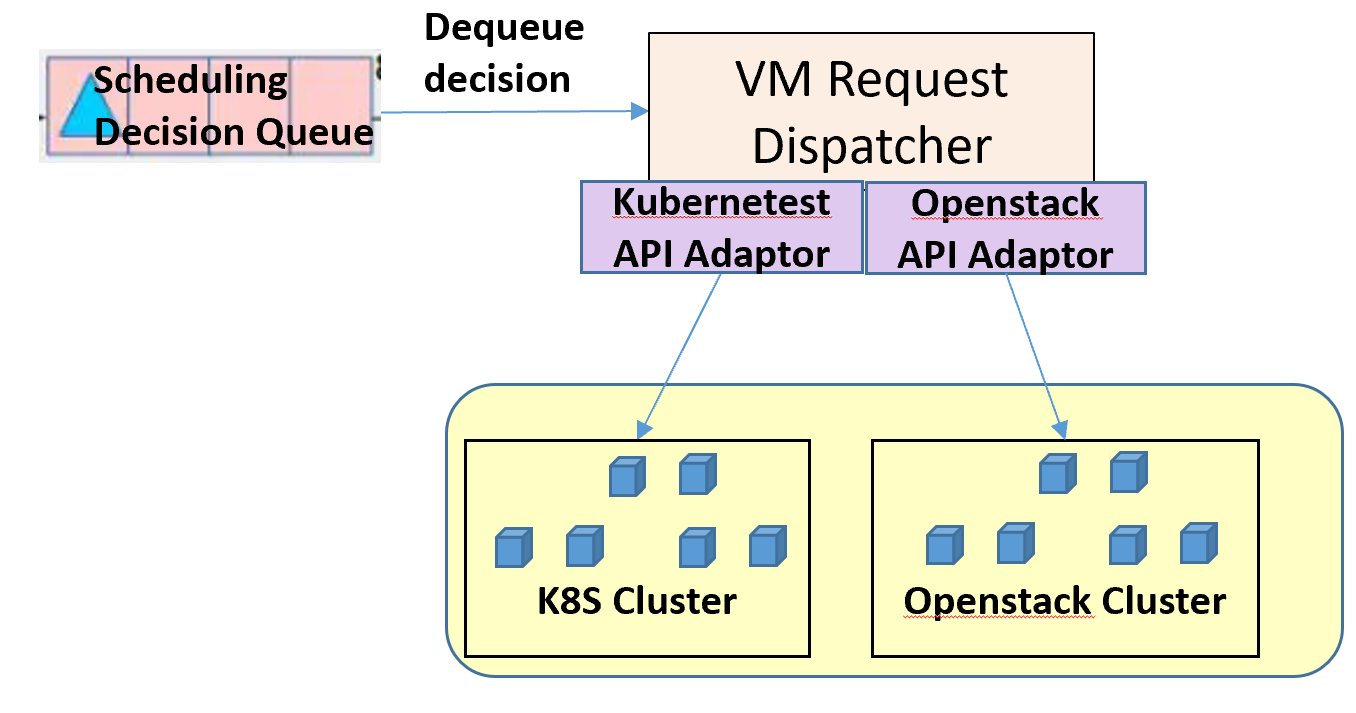 Dequeue
decision
Scheduling
Decision Queue
VM Request
Dispatcher
Kubernetest
API Adaptor
Openstack
API Adaptor
K8S Cluster
Openstack Cluster